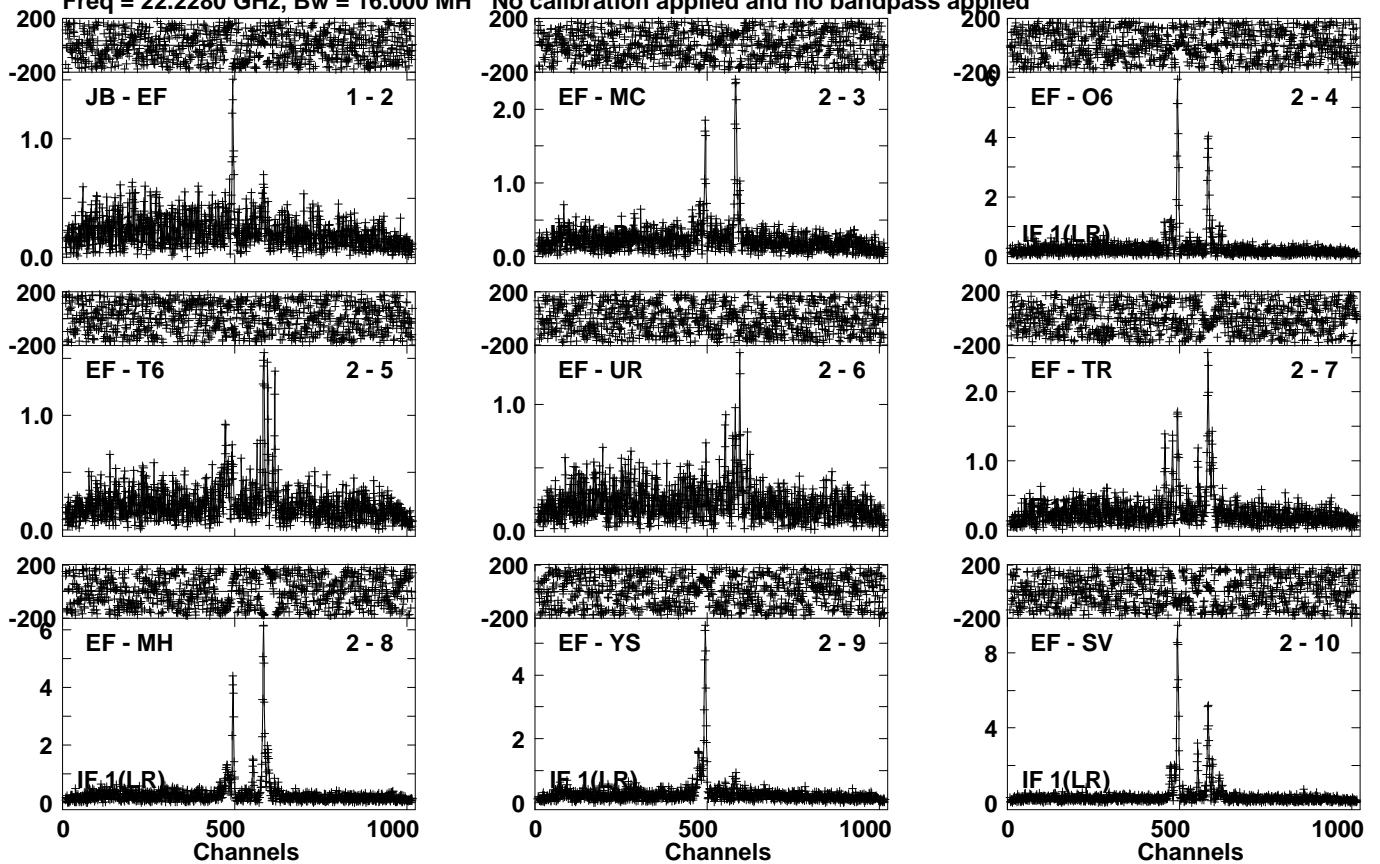 Freq = 22.2280 GHz, Bw = 16.000 MH No calibration applied and no bandpass applied
200 200 200
-200 -200 -200
JB - EF 1 - 2 EF - MC 2 - 3 EF - O6 2 - 4
6
1.0 2.0 4
1.0 2
IF 1(LR)
0.0 0.0 0
200 200 200
-200 -200 -200
EF - T6 2 - 5 EF - UR 2 - 6 EF - TR 2 - 7
1.0 1.0 2.0
1.0
0.0 0.0 0.0
200 200 200
-200 -200 -200
6
EF - MH 2 - 8 EF - YS 2 - 9 EF - SV 2 - 10
4 4 8
2 2 4
IF 1(LR) IF 1(LR) IF 1(LR)
0 0 0
0 500 1000 0 500 1000 0 500 1000
Channels Channels Channels